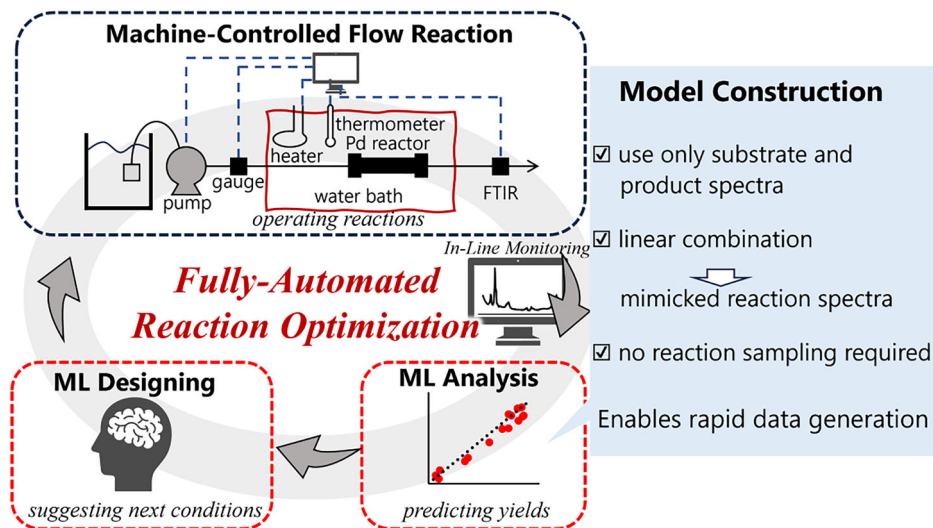 Machine-Controlled Flow Reaction
thermometer
Pd reactor
heater
gauge
pump
water bath
FTIR
operating reactions
In-Line Monitoring
Fully-Automated
Reaction Optimization
ML Designing
suggesting next conditions
ML Analysis
predicting yields
Model Construction
☑ use only substrate and
product spectra
☑ linear combination
mimicked reaction spectra
☑ no reaction sampling required
Enables rapid data generation